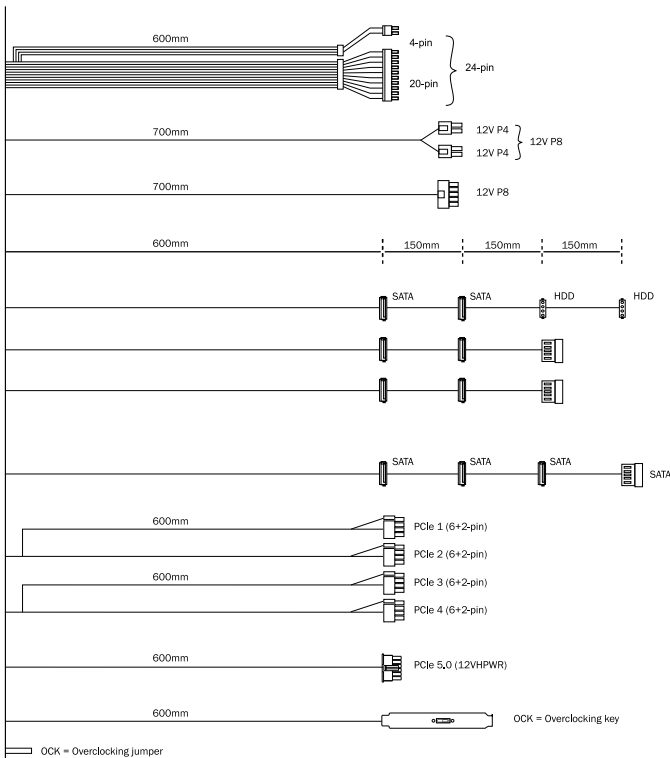 600mm
4-pin
24-pin
20-pin
700mm
12V P4
12V P8
12V P4
700mm
12V P8
600mm 150mm 150mm 150mm
SATA SATA HDD HDD
SATA SATA SATA SATA
600mm
PCIe 1 (6+2-pin)
PCIe 2 (6+2-pin)
600mm
PCIe 3 (6+2-pin)
PCIe 4 (6+2-pin)
600mm
PCIe 5.0 (12VHPWR)
600mm
OCK = Overclocking key
OCK = Overclocking jumper